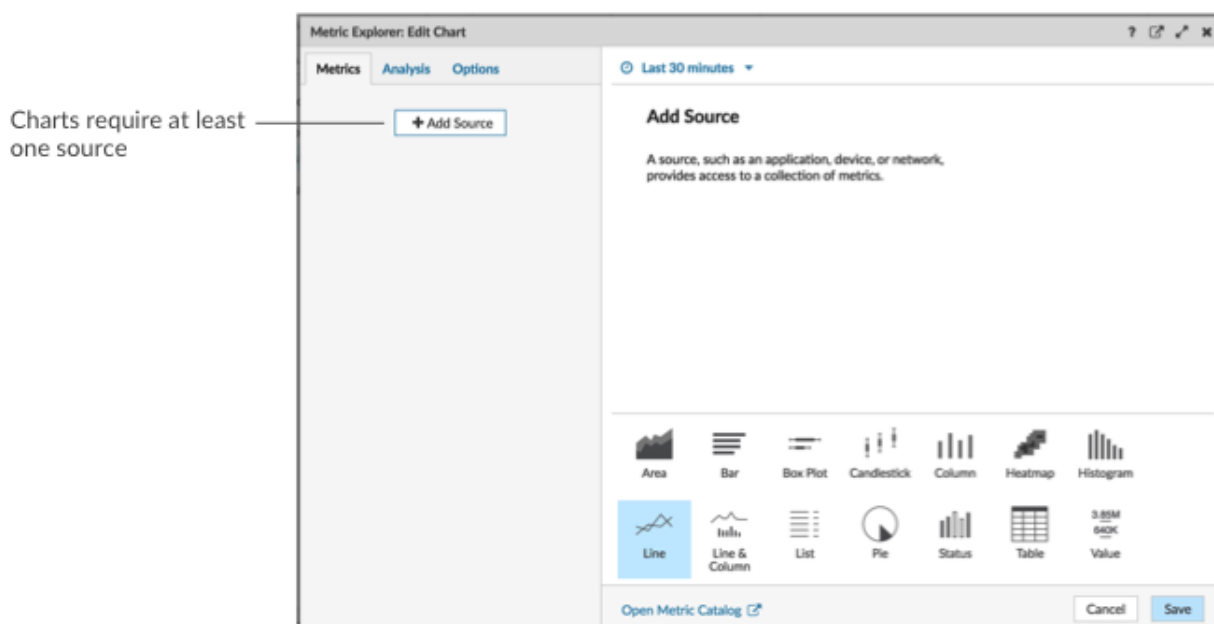 Metric Explorer: Edit Chart
?
Metrics Analysis Options
Last 30 minutes
Charts require at least
one source
+ Add Source
Add Source
A source, such as an application, device, or network,
provides access to a collection of metrics.
Area Bar Box Plot Candlestick Column Heatmap Histogram
3.85M
640K
Line Line & List Pie Status Table Value
Column
Open Metric Catalog
Cancel Save